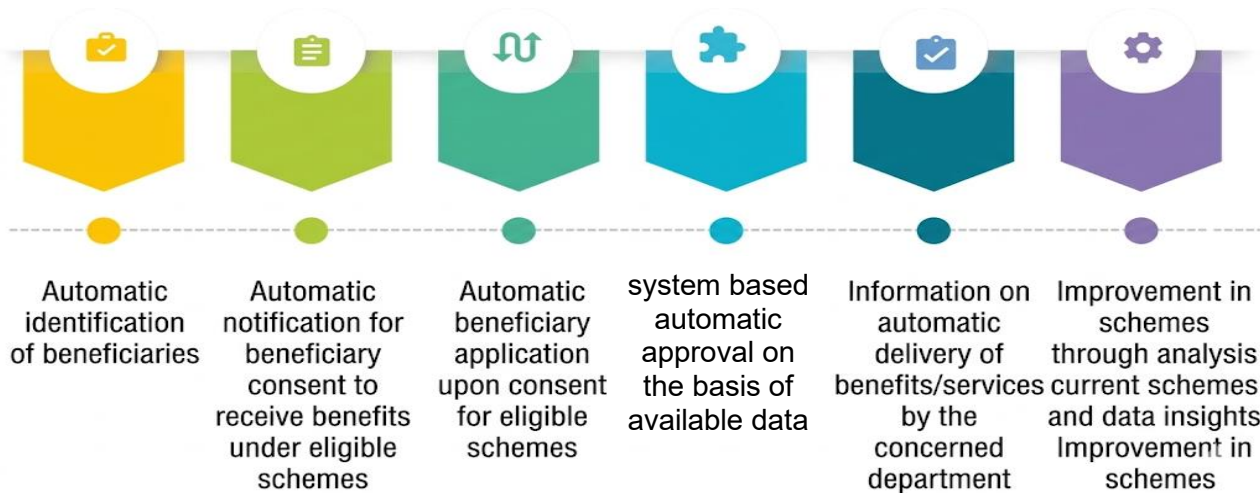 Automatic
identification
of beneficiaries
Automatic
notification for
beneficiary
consent to
receive benefits
under eligible
schemes
Automatic
beneficiary
application
upon consent
for eligible
schemes
system based
automatic
approval on
the basis of
available data
Information on
automatic
delivery of
benefits/services
by the
concerned
department
Improvement in
schemes
through analysis
current schemes
and data insights
Improvement in
schemes